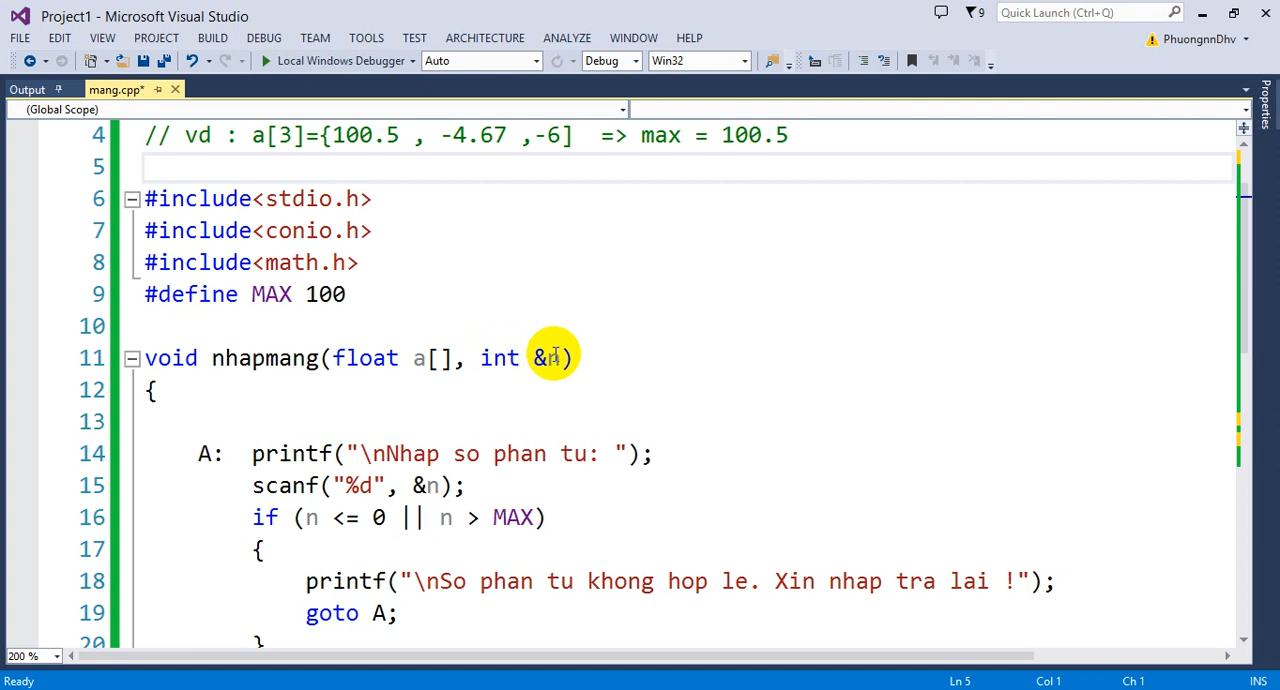 Project1 - Microsoft Visual Studio
9
Quick Launch (Ctrl+Q)
FILE EDIT VIEW PROJECT BUILD DEBUG TEAM TOOLS TEST ARCHITECTURE ANALYZE WINDOW HELP
PhuongnnDhv
Local Windows Debugger Auto Debug Win32
Output mang.cpp*
Properties
(Global Scope)
4 // vd : a[3]={100.5 , -4.67 ,-6] => max = 100.5
5
6 #include<stdio.h>
7 #include<conio.h>
8 #include<math.h>
9 #define MAX 100
10
11 void nhapmang(float a[], int &n)
12 {
13
14 A: printf("\nNhap so phan tu: ");
15 scanf("%d", &n);
16 if (n <= 0 || n > MAX)
17 {
18 printf("\nSo phan tu khong hop le. Xin nhap tra lai !");
19 goto A;
20 }
200 %
Ready Ln 5 Col 1 Ch 1 INS